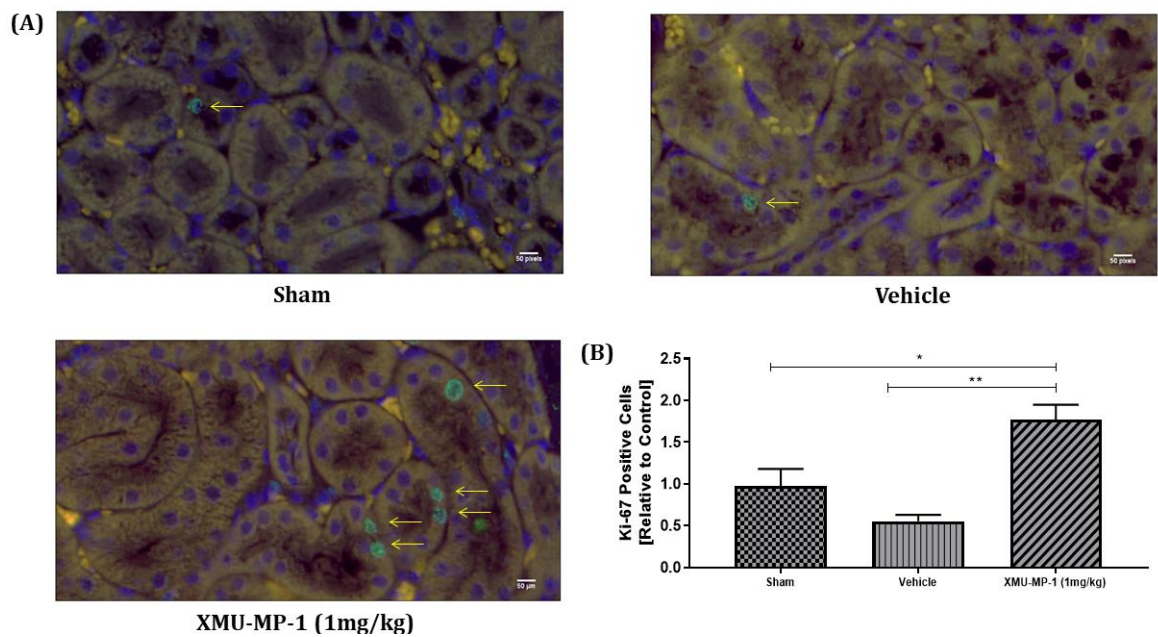 (A)
50 pixels
50 pixels
Sham
Vehicle
50 µm
XMU-MP-1 (1mg/kg)
(B)
Ki-67 Positive Cells
[Relative to Control]
2.5
2.0
1.5
1.0
0.5
0.0
*
**
Sham
Vehicle
XMU-MP-1 (1mg/kg)